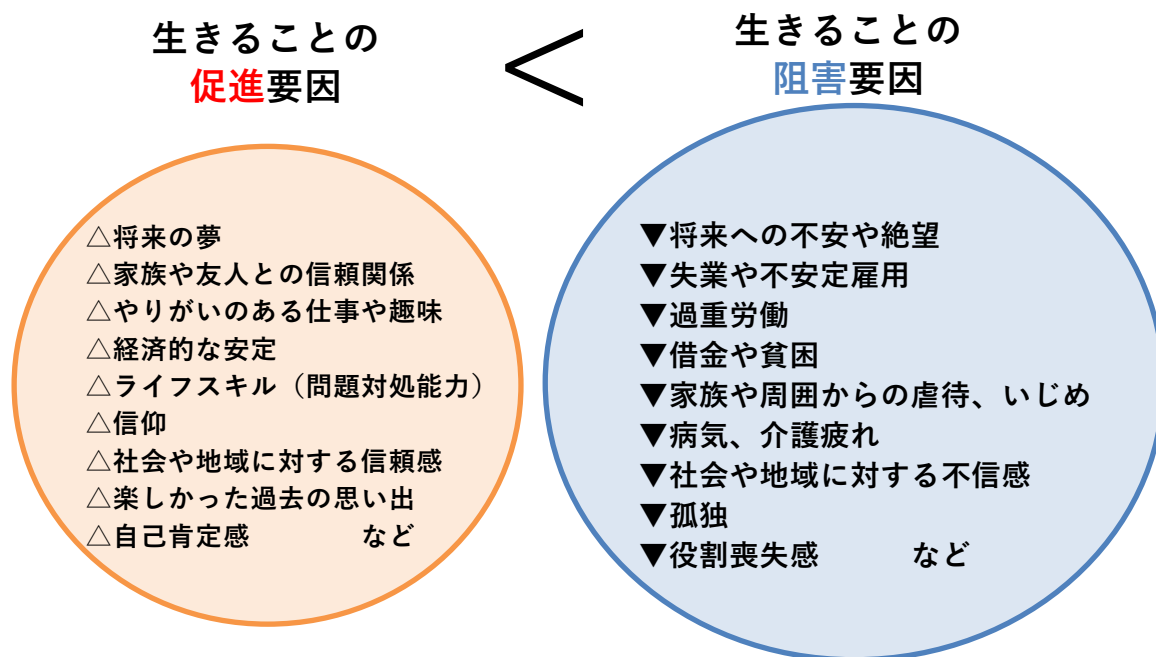 生きることの
促進要因
＜
生きることの
阻害要因
△将来の夢
△家族や友人との信頼関係
△やりがいのある仕事や趣味
△経済的な安定
△ライフスキル（問題対処能力）
△信仰
△社会や地域に対する信頼感
△楽しかった過去の思い出
△自己肯定感　　　　など
▼将来への不安や絶望
▼失業や不安定雇用
▼過重労働
▼借金や貧困
▼家族や周囲からの虐待、いじめ
▼病気、介護疲れ
▼社会や地域に対する不信感
▼孤独
▼役割喪失感　　　など